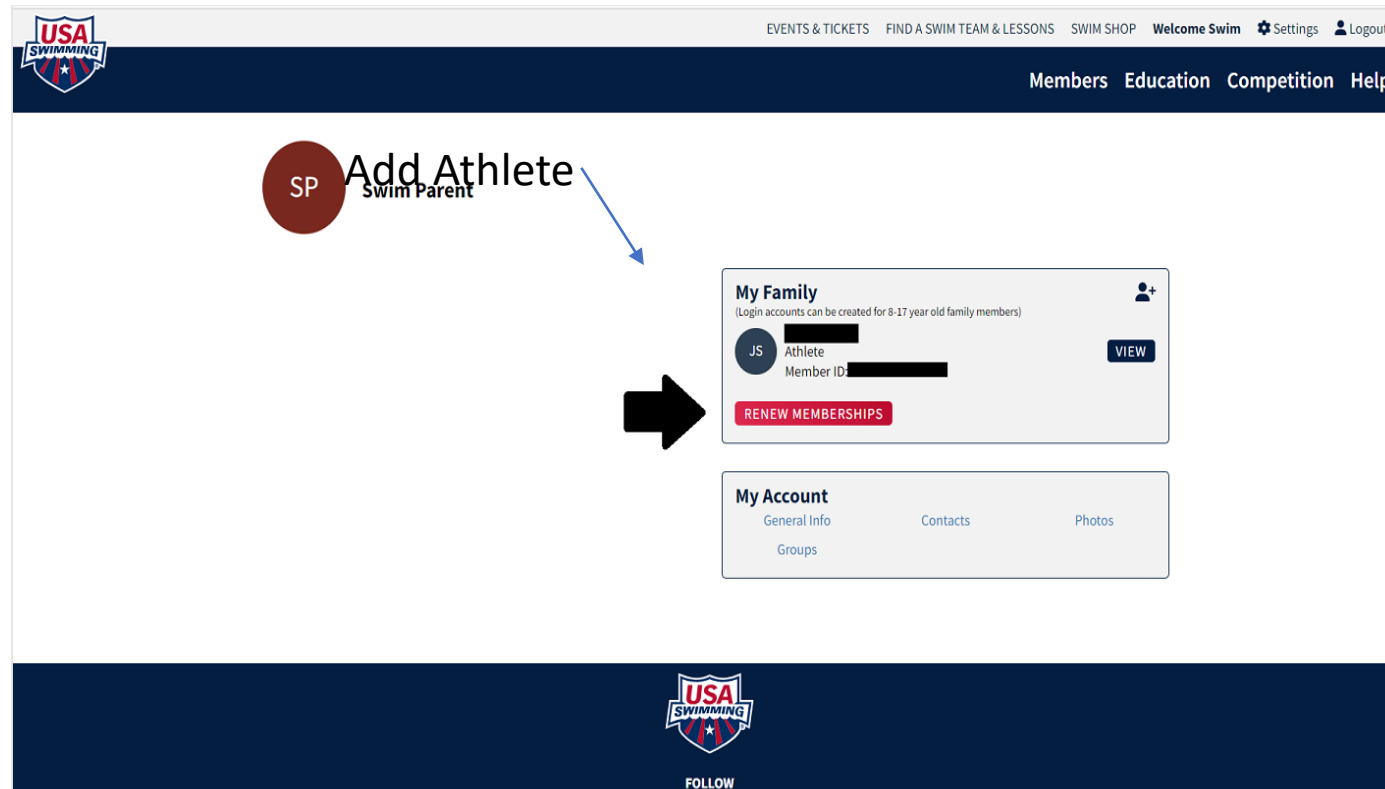 USA
SWIMMING
EVENTS & TICKETS FIND A SWIM TEAM & LESSONS SWIM SHOP Welcome Swim Settings Logout
Members Education Competition Help
Add Athlete
SP Swim Parent
My Family
(Login accounts can be created for 8-17 year old family members)
JS Athlete VIEW
Member ID:
RENEW MEMBERSHIPS
My Account
General Info Contacts Photos
Groups
USA
SWIMMING
FOLLOW